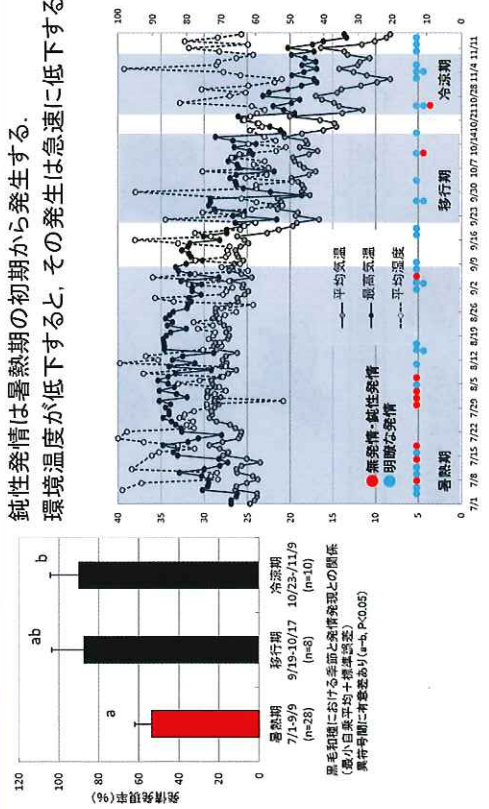 鈍性発情は暑熱期の初期から発生する．
環境温度が低下すると，その発生は急速に低下する
発情発現率(%)
120
100
80
60
40
20
0
a
ab
b
暑熱期
7/1-9/9
(n=28)
移行期
9/19-10/17
(n=8)
冷涼期
10/23-/11/9
(n=10)
黒毛和種における季節と発情発現との関係
(最小自乗平均＋標準誤差)
異符号間に有意差あり(a-b, P<0.05)
40
35
30
25
20
15
10
5
0
100
90
80
70
60
50
40
30
20
10
0
平均気温
最高気温
平均湿度
無発情・鈍性発情
明瞭な発情
暑熱期
移行期
冷涼期
7/1
7/8
7/15
7/22
7/29
8/5
8/12
8/19
8/26
9/2
9/9
9/16
9/23
9/30
10/7
10/14
10/21
10/28
11/4
11/11